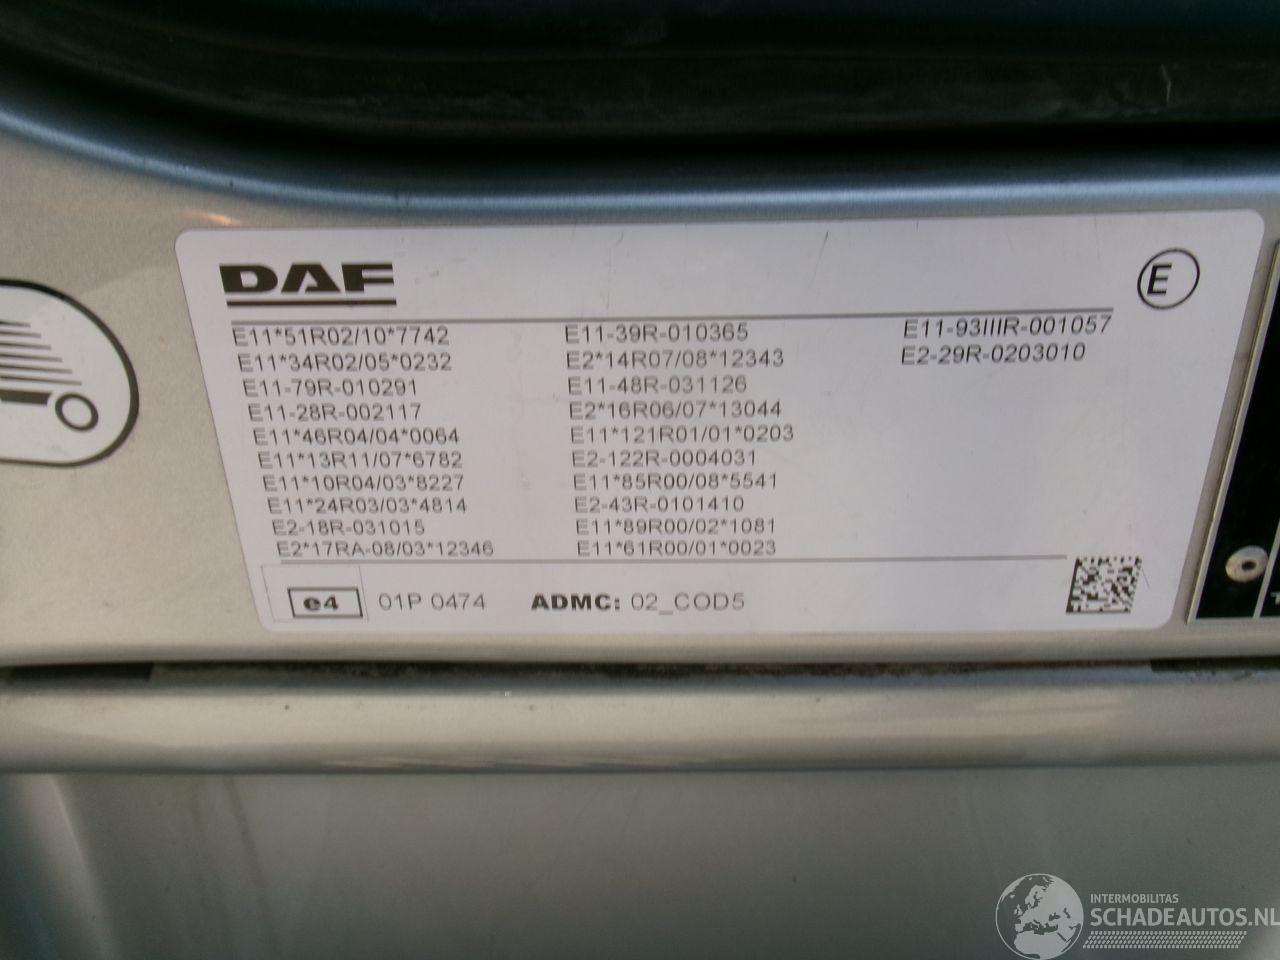 DAF
E
E11*51R02/10*7742
E11*34R02/05*0232
E11-79R-010291
E11-28R-002117
E11*46R04/04*0064
E11*13R11/07*6782
E11*10R04/03*8227
E11*24R03/03*4814
E2-18R-031015
E2*17RA-08/03*12346
E11-39R-010365
E2*14R07/08*12343
E11-48R-031126
E2*16R06/07*13044
E11*121R01/01*0203
E2-122R-0004031
E11*85R00/08*5541
E2-43R-0101410
E11*89R00/02*1081
E11*61R00/01*0023
E11-93IIIR-001057
E2-29R-0203010
e4 01P 0474 ADMC: 02_COD5
INTERMOBILITAS
SCHADEAUTOS.NL